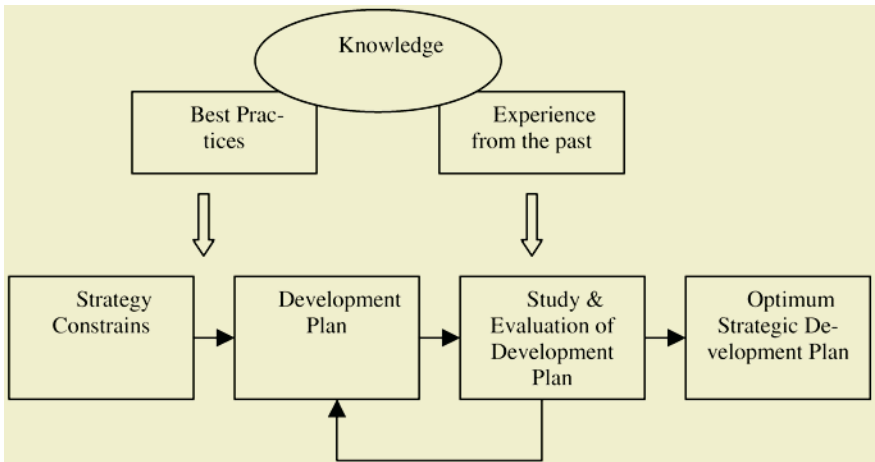 Knowledge
Best Prac-
tices
Experience
from the past
Strategy
Constrains
Development
Plan
Study &
Evaluation of
Development
Plan
Optimum
Strategic De-
velopment Plan